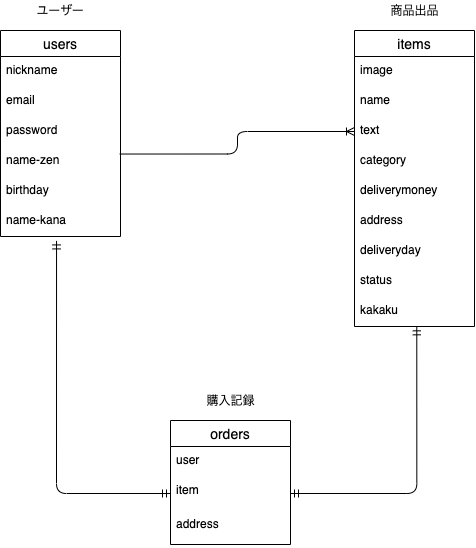 ユーザー
users
nickname
email
password
name-zen
birthday
name-kana
商品出品
items
image
name
text
category
deliverymoney
address
deliveryday
status
kakaku
購入記録
orders
user
item
address